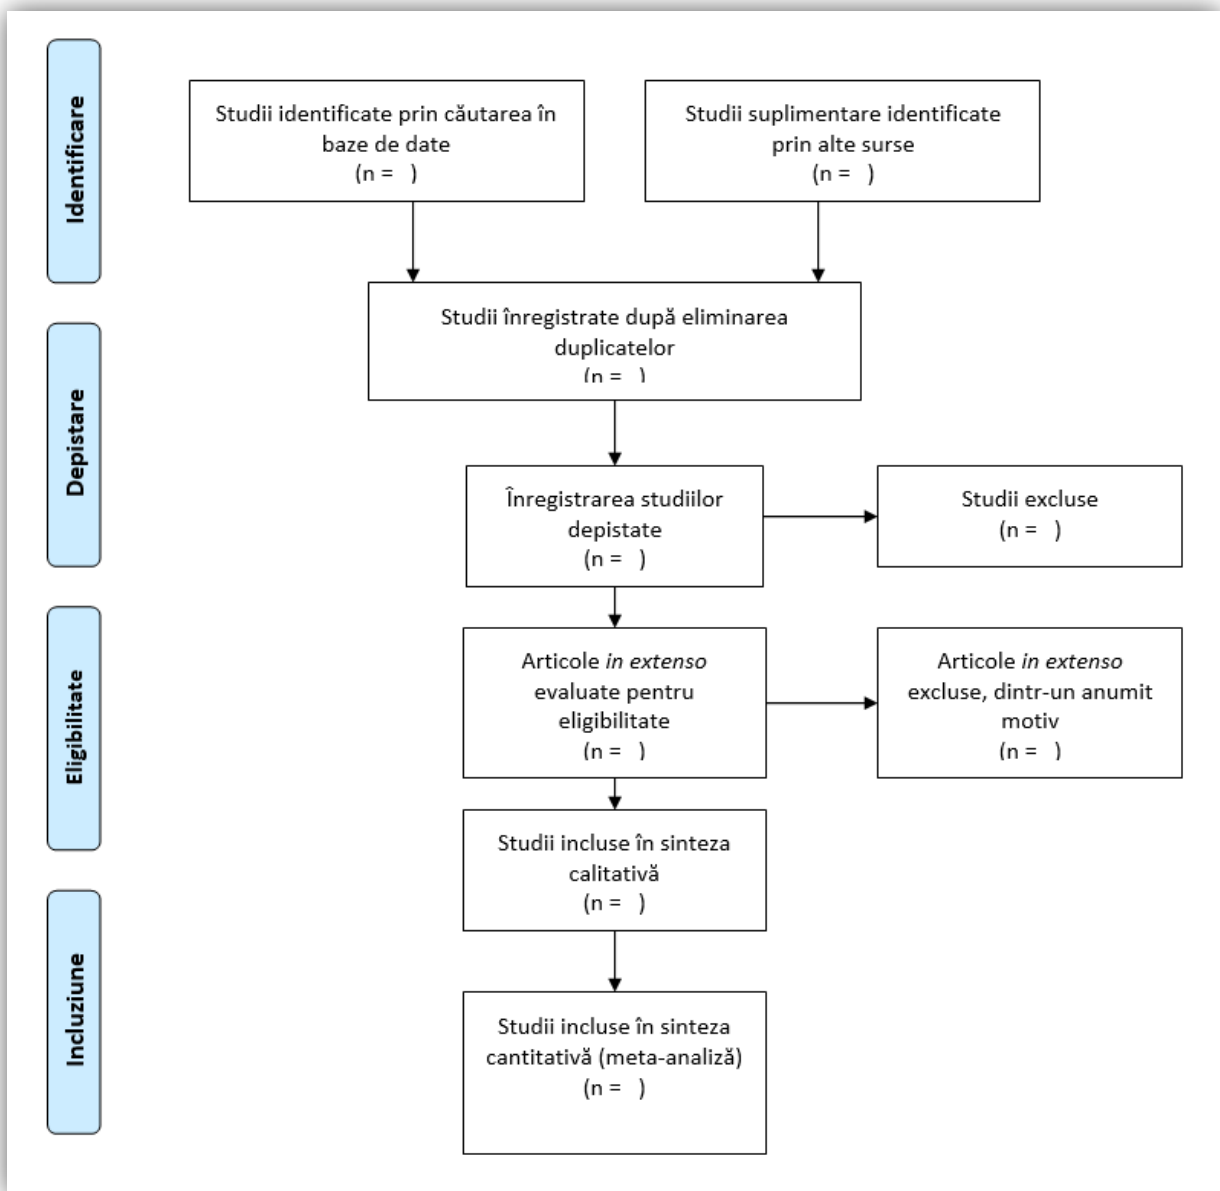 Identificare
Studii identificate prin căutarea în
baze de date
(n =   )
Studii suplimentare identificate
prin alte surse
(n =   )
Studii înregistrate după eliminarea
duplicatelor
(n =   )
Depistare
Înregistrarea studiilor
depistate
(n =   )
Studii excluse
(n =   )
Eligibilitate
Articole in extenso
evaluate pentru
eligibilitate
(n =   )
Articole in extenso
excluse, dintr-un anumit
motiv
(n =   )
Studii incluse în sinteza
calitativă
(n =   )
Incluziune
Studii incluse în sinteza
cantitativă (meta-analiză)
(n =   )